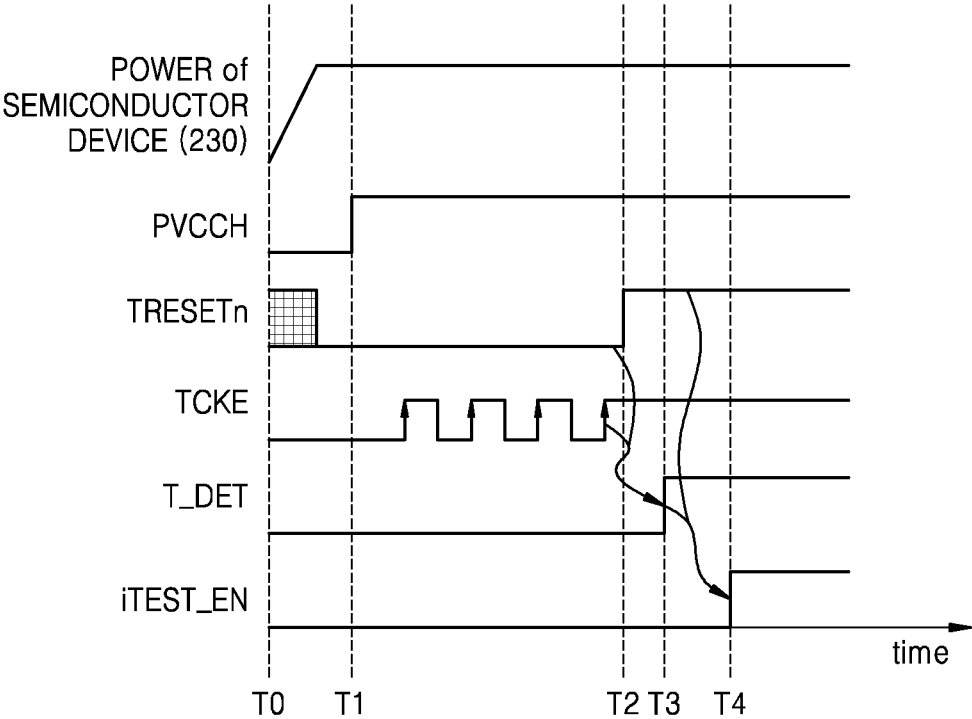 POWER of
SEMICONDUCTOR
DEVICE (230)
PVCCH
TRESETn
TCKE
T_DET
iTEST_EN
time
T0 T1 T2 T3 T4